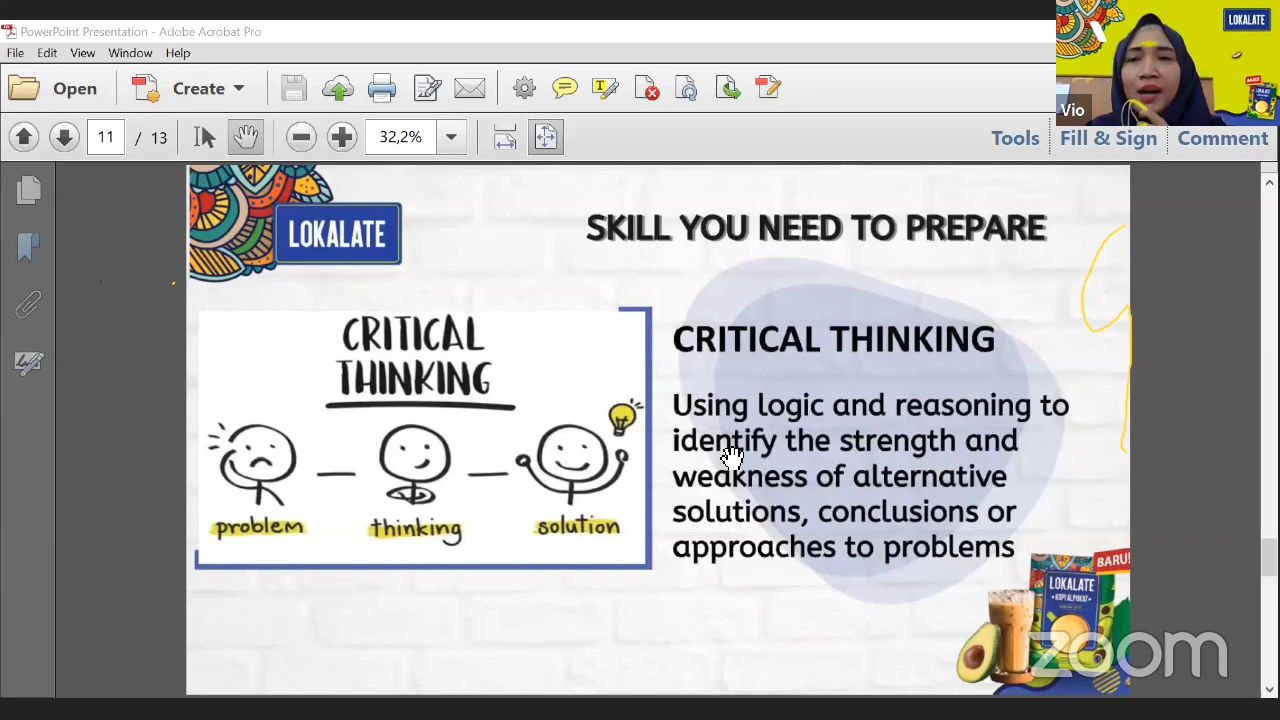 PowerPoint Presentation - Adobe Acrobat Pro
File Edit View Window Help
Open
Create
11 / 13
32,2%
Tools Fill & Sign Comment
LOKALATE
Vio
LOKALATE
SKILL YOU NEED TO PREPARE
CRITICAL
THINKING
problem thinking solution
CRITICAL THINKING
Using logic and reasoning to
identify the strength and
weakness of alternative
solutions, conclusions or
approaches to problems
BARU!
LOKALATE
KOPI ALPUKAT
zoom